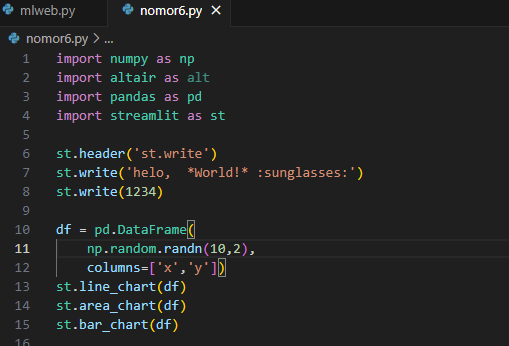 mlweb.py nomor6.py
nomor6.py > ...
1 import numpy as np
2 import altair as alt
3 import pandas as pd
4 import streamlit as st
5
6 st.header('st.write')
7 st.write('helo,  *World!* :sunglasses:')
8 st.write(1234)
9
10 df = pd.DataFrame(
11     np.random.randn(10,2),
12     columns=['x','y'])
13 st.line_chart(df)
14 st.area_chart(df)
15 st.bar_chart(df)
16